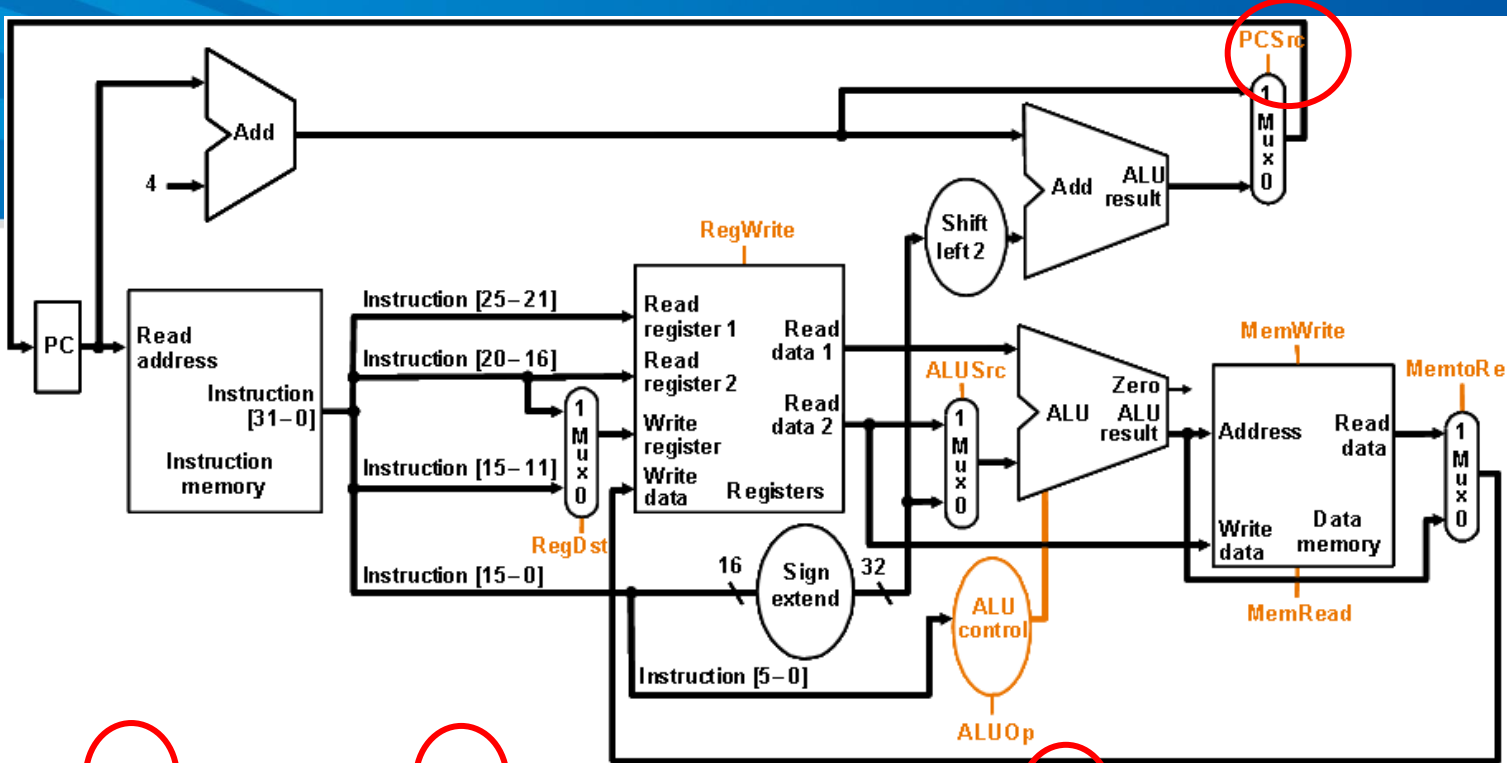 PCSrc
1
M
u
x
0
Add
4
Add
ALU
result
Shift
left 2
RegWrite
PC
Read
address
Instruction
[31–0]
Instruction
memory
Instruction [25–21]
Instruction [20–16]
Instruction [15–11]
Instruction [15–0]
1
M
u
x
0
RegDst
Read
register 1
Read
register 2
Write
register
Write
data
Read
data 1
Read
data 2
Registers
16
Sign
extend
32
Instruction [5–0]
ALUSrc
1
M
u
x
0
Zero
ALU
ALU
result
ALU
control
ALUOp
MemWrite
Address
Read
data
Write
data
Data
memory
MemRead
MemtoRe
1
M
u
x
0